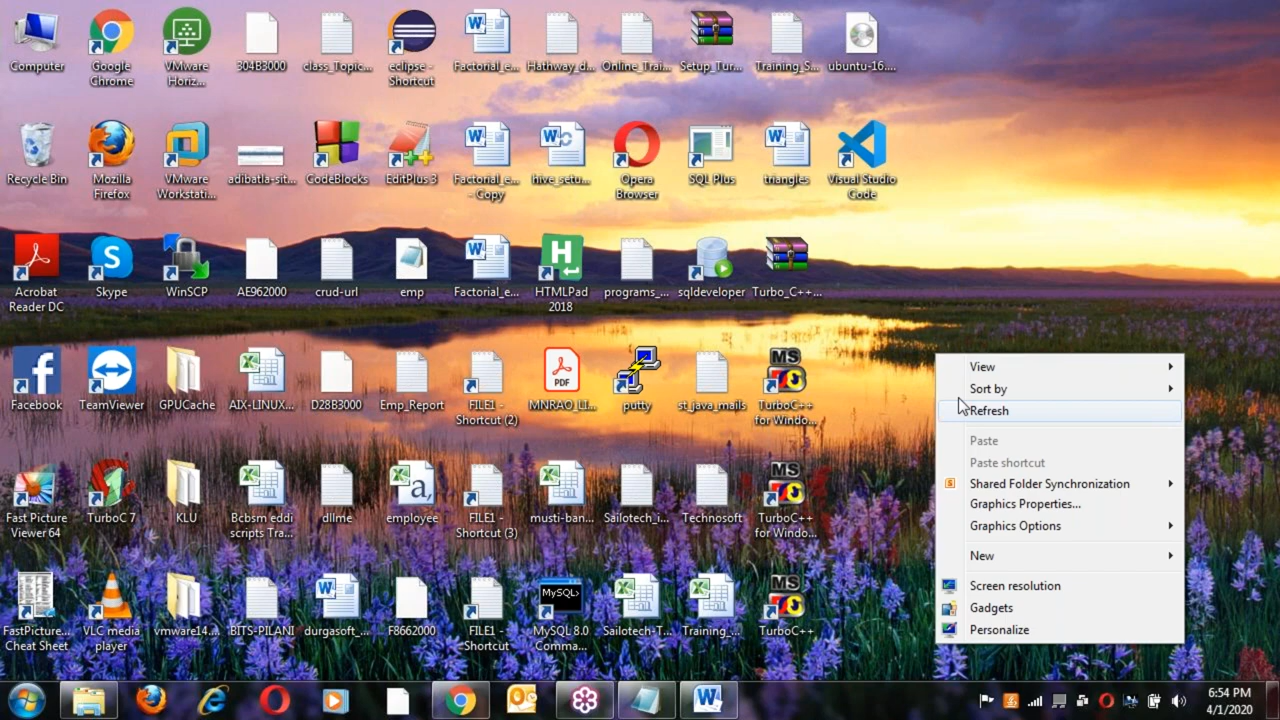 Computer
Google
Chrome
VMware
Horiz...
304B3000
class_Topic...
eclipse -
Shortcut
Factorial_e...
Hathway_d...
Online_Trai...
Setup_Tur...
Training_S...
ubuntu-16....
Recycle Bin
Mozilla
Firefox
VMware
Workstati...
adibatla-sit...
CodeBlocks
EditPlus 3
Factorial_e...
- Copy
hive_setu...
Opera
Browser
SQL Plus
triangles
Visual Studio
Code
Acrobat
Reader DC
Skype
WinSCP
AE962000
crud-url
emp
Factorial_e...
HTMLPad
2018
programs_...
sqldeveloper
Turbo_C++...
Facebook
TeamViewer
GPUCache
AIX-LINUX...
D28B3000
Emp_Report
FILE1 -
Shortcut (2)
PDF
MNRAO_LI...
putty
st_java_mails
MS
TurboC++
for Windo...
View
Sort by
Refresh
Paste
Paste shortcut
Shared Folder Synchronization
Graphics Properties...
Graphics Options
New
Screen resolution
Gadgets
Personalize
Fast Picture
Viewer 64
TurboC 7
KLU
Bcbsm eddi
scripts Tra...
dllme
employee
FILE1 -
Shortcut (3)
musti-ban...
Sailotech_i...
Technosoft
MS
TurboC++
for Windo...
FastPicture...
Cheat Sheet
VLC media
player
vmware14....
BITS-PILANI
durgasoft_...
F8662000
FILE1 -
Shortcut
MySQL>
MySQL 8.0
Comma...
Sailotech-T...
Training_...
MS
TurboC++
6:54 PM
4/1/2020